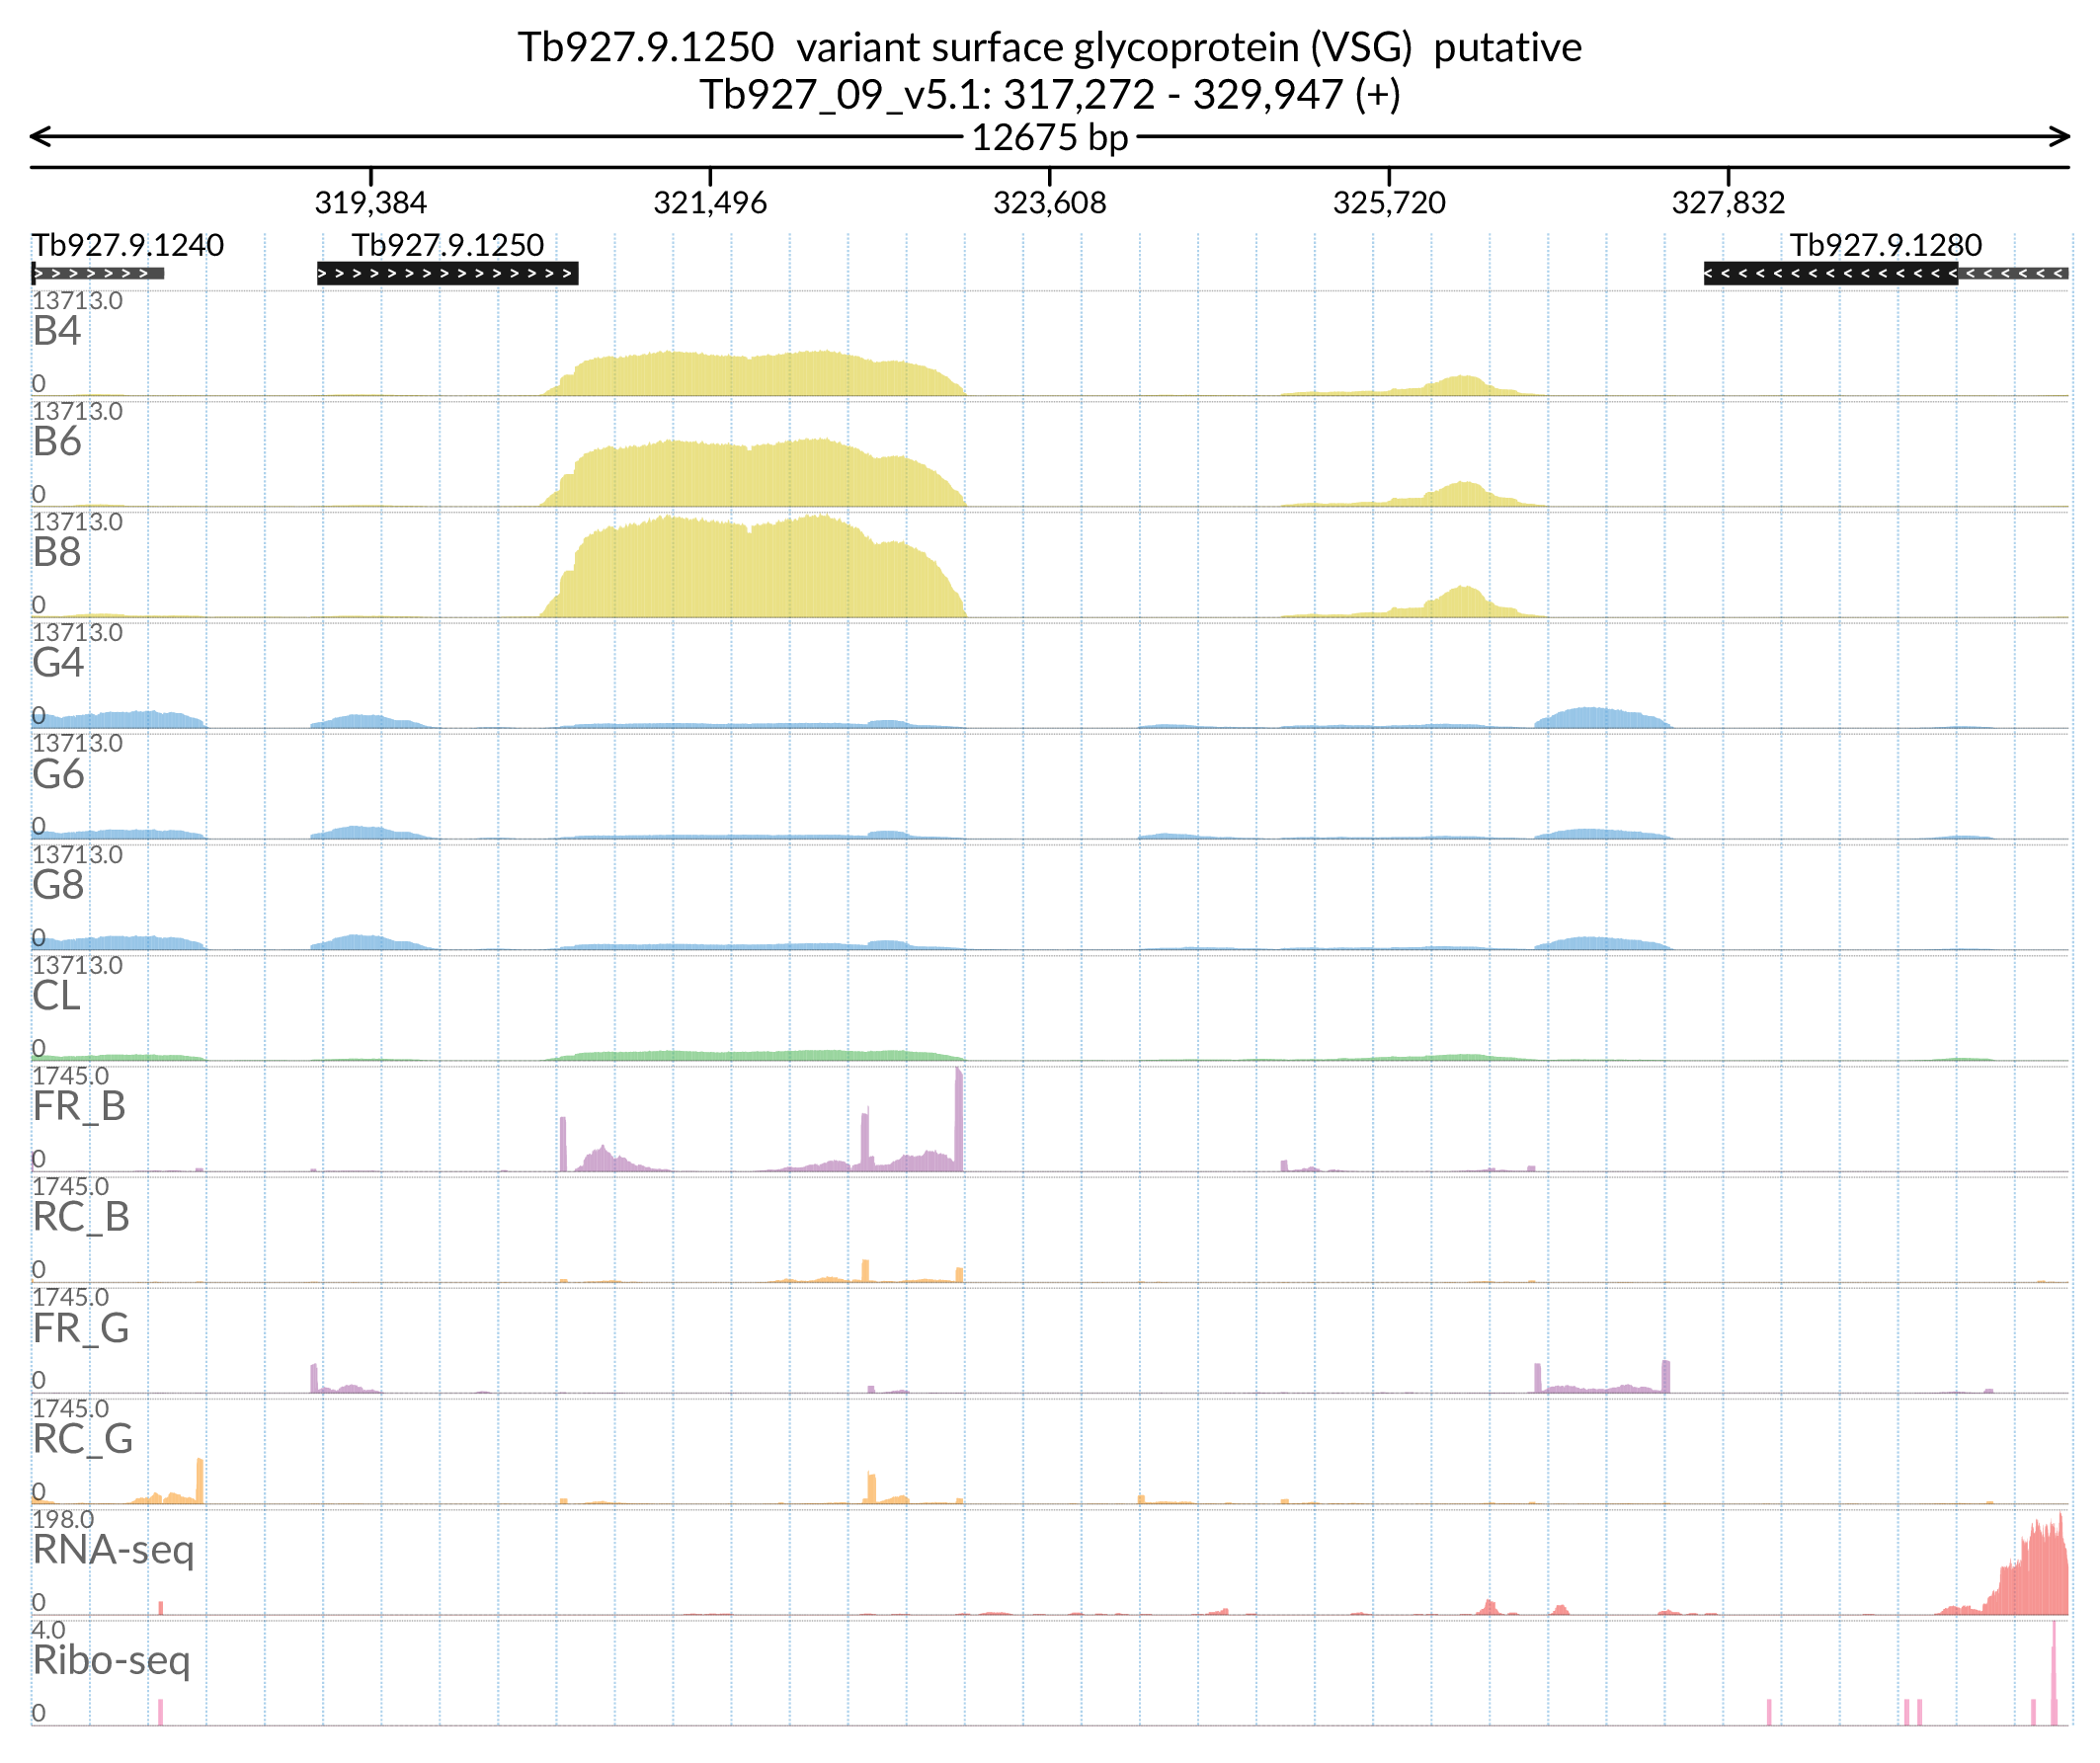 Tb927.9.1250  variant surface glycoprotein (VSG)  putative
Tb927_09_v5.1: 317,272 - 329,947 (+)
12675 bp
319,384 321,496 323,608 325,720 327,832
Tb927.9.1240 Tb927.9.1250 Tb927.9.1280
13713.0
B4
0
13713.0
B6
0
13713.0
B8
0
13713.0
G4
0
13713.0
G6
0
13713.0
G8
0
13713.0
CL
0
1745.0
FR_B
0
1745.0
RC_B
0
1745.0
FR_G
0
1745.0
RC_G
0
198.0
RNA-seq
0
4.0
Ribo-seq
0